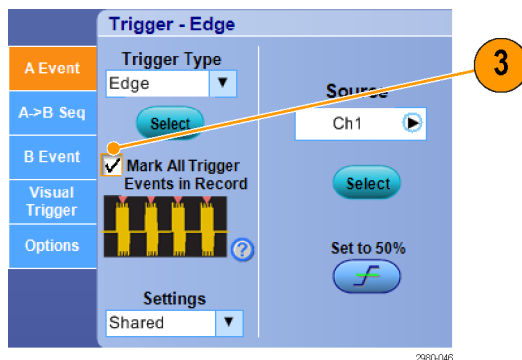 Trigger - Edge
A Event
A->B Seq
B Event
Visual
Trigger
Options
Trigger Type
Edge
Select
Mark All Trigger
Events in Record
?
Settings
Shared
Source
Ch1
Select
Set to 50%
3
2980-046